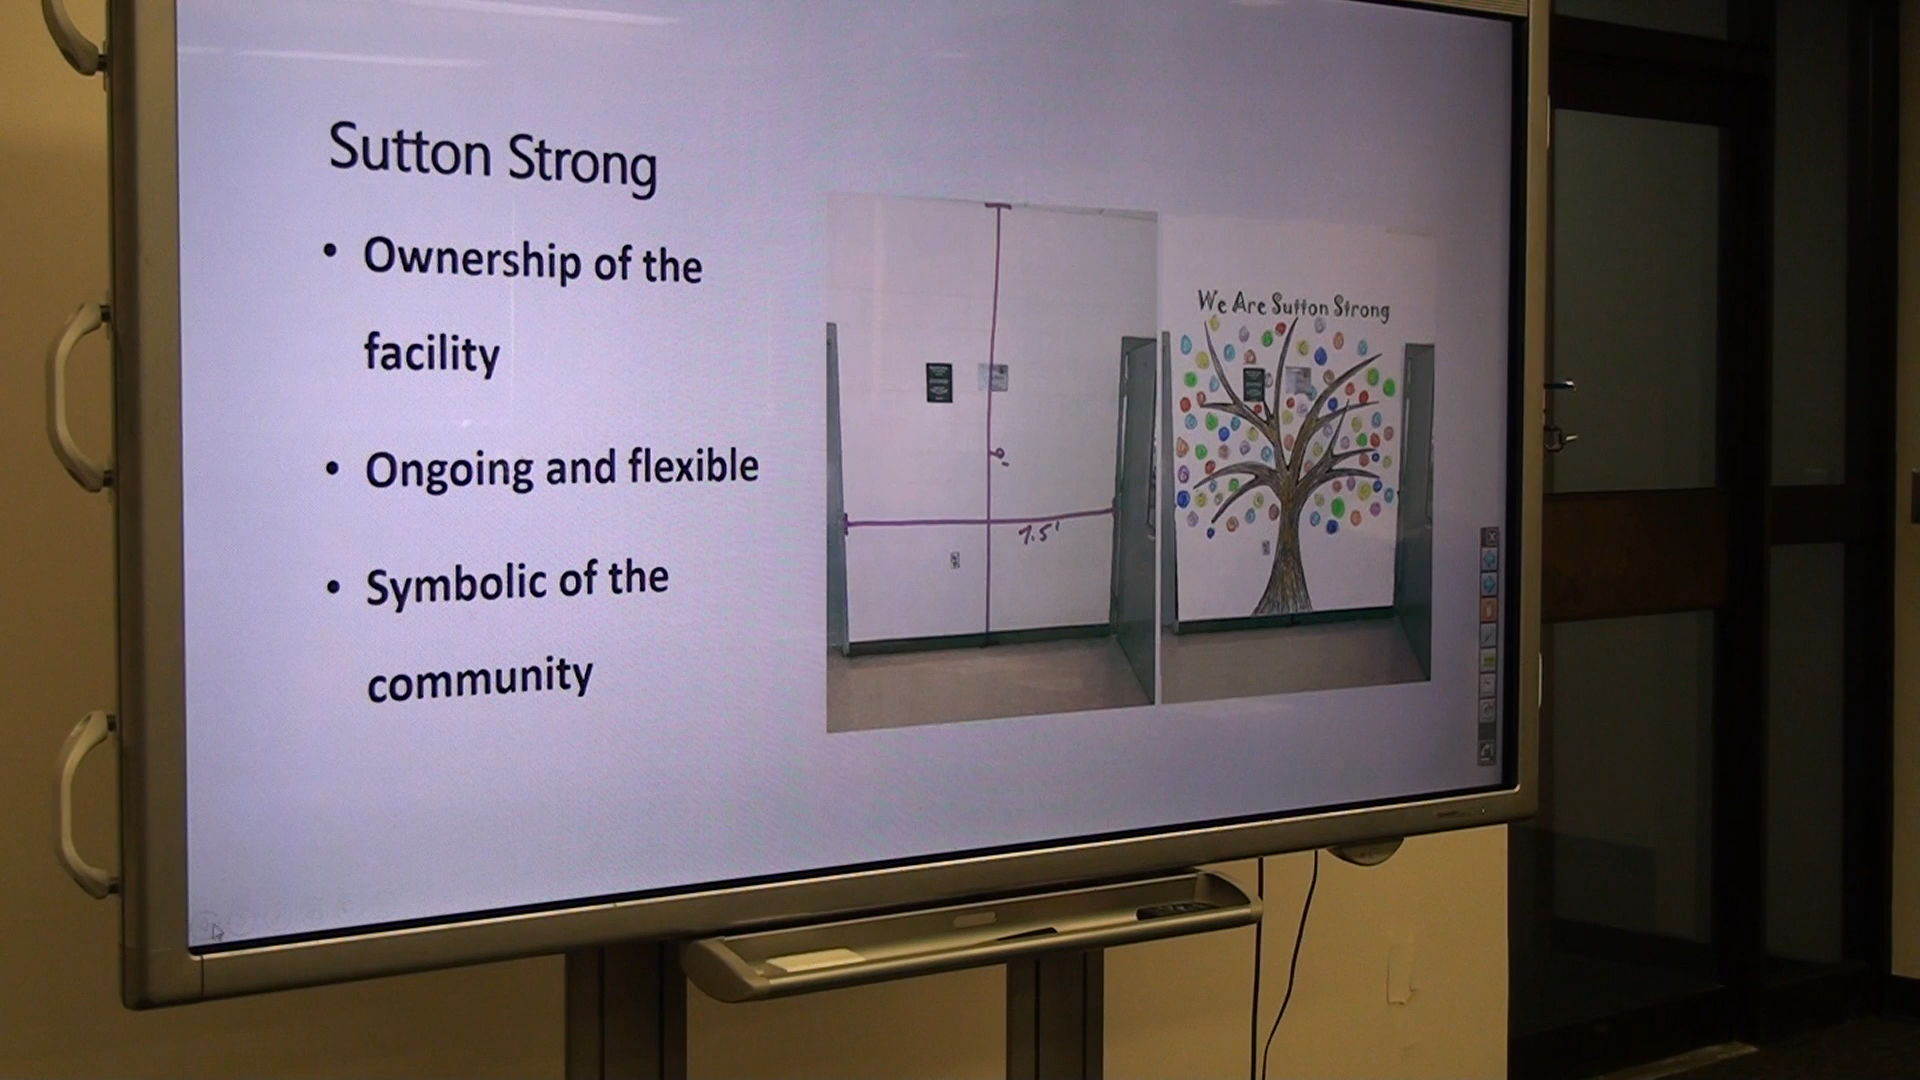 Sutton Strong
• Ownership of the
facility
• Ongoing and flexible
• Symbolic of the
community
9'
7.5'
We Are Sutton Strong